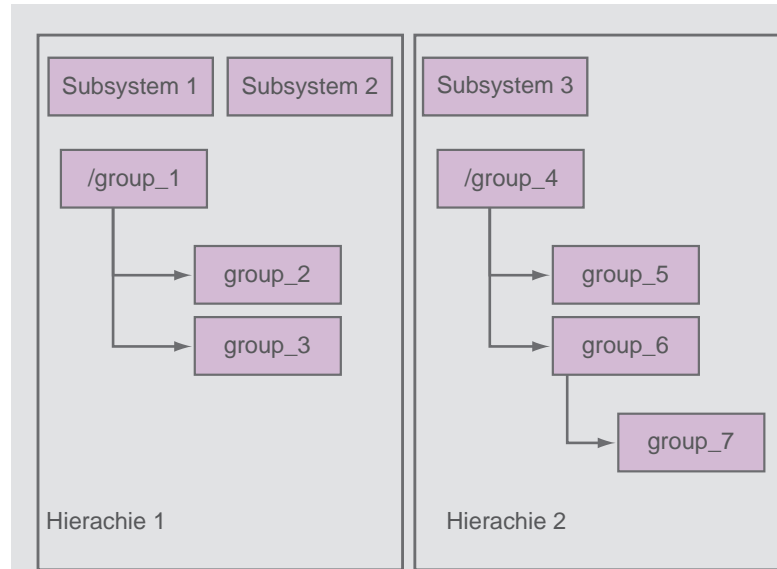 Subsystem 1
Subsystem 2
/group_1
group_2
group_3
Hierachie 1
Subsystem 3
/group_4
group_5
group_6
group_7
Hierachie 2